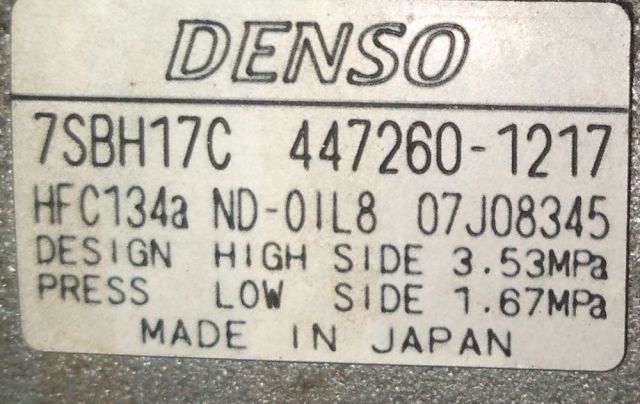 DENSO
7SBH17C 447260-1217
HFC134a ND-OIL8 07J08345
DESIGN HIGH SIDE 3.53MPa
PRESS LOW SIDE 1.67MPa
MADE IN JAPAN